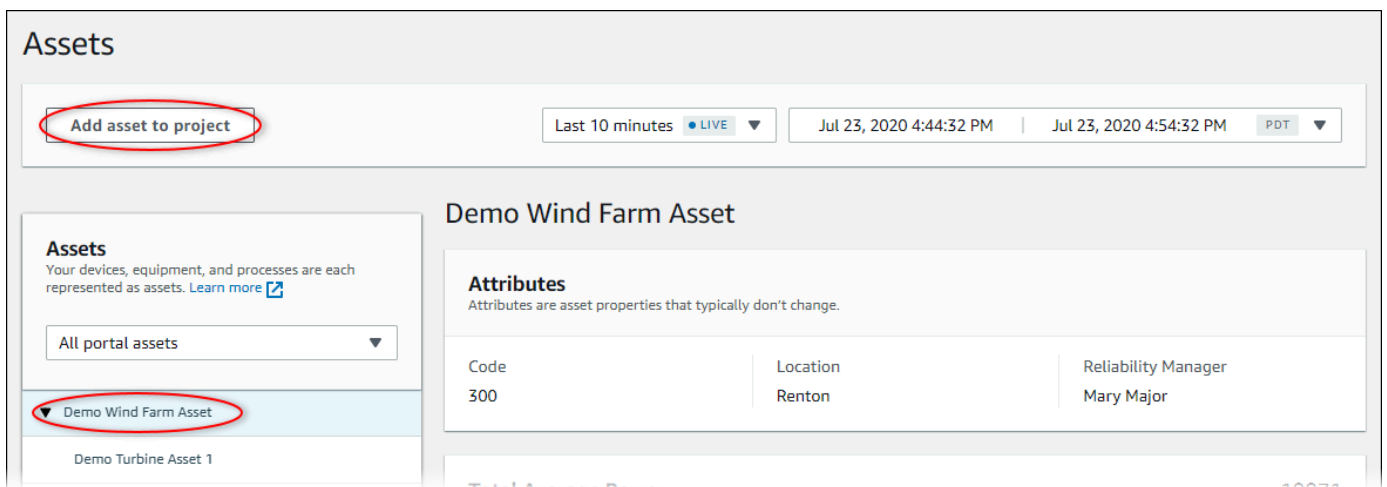 Assets
Add asset to project
Last 10 minutes LIVE
Jul 23, 2020 4:44:32 PM | Jul 23, 2020 4:54:32 PM PDT
Assets
Your devices, equipment, and processes are each
represented as assets. Learn more
All portal assets
Demo Wind Farm Asset
Demo Turbine Asset 1
Demo Wind Farm Asset
Attributes
Attributes are asset properties that typically don't change.
Code
300
Location
Renton
Reliability Manager
Mary Major